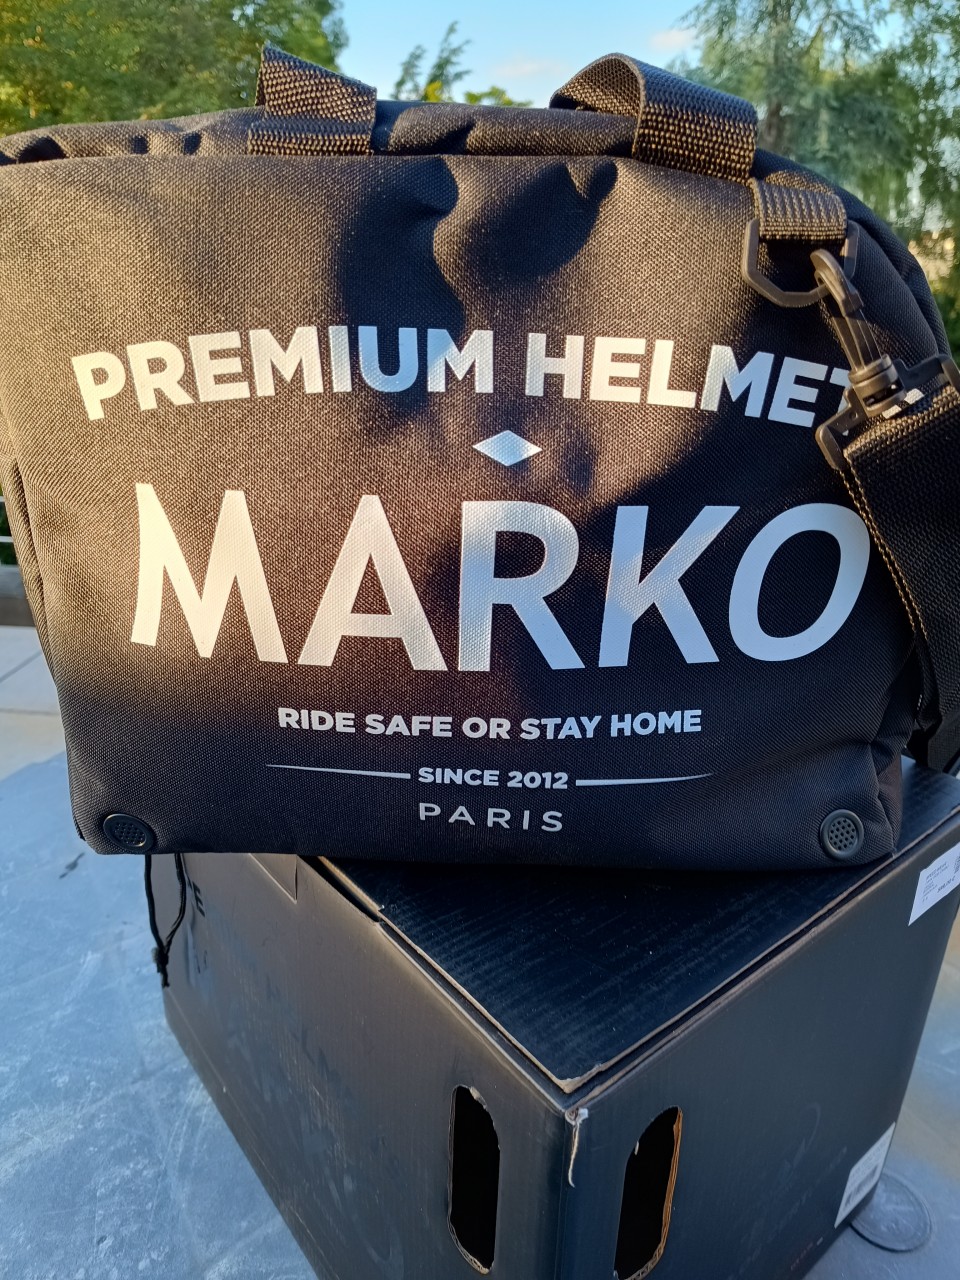 PREMIUM HELMET
MARKO
RIDE SAFE OR STAY HOME
SINCE 2012
PARIS